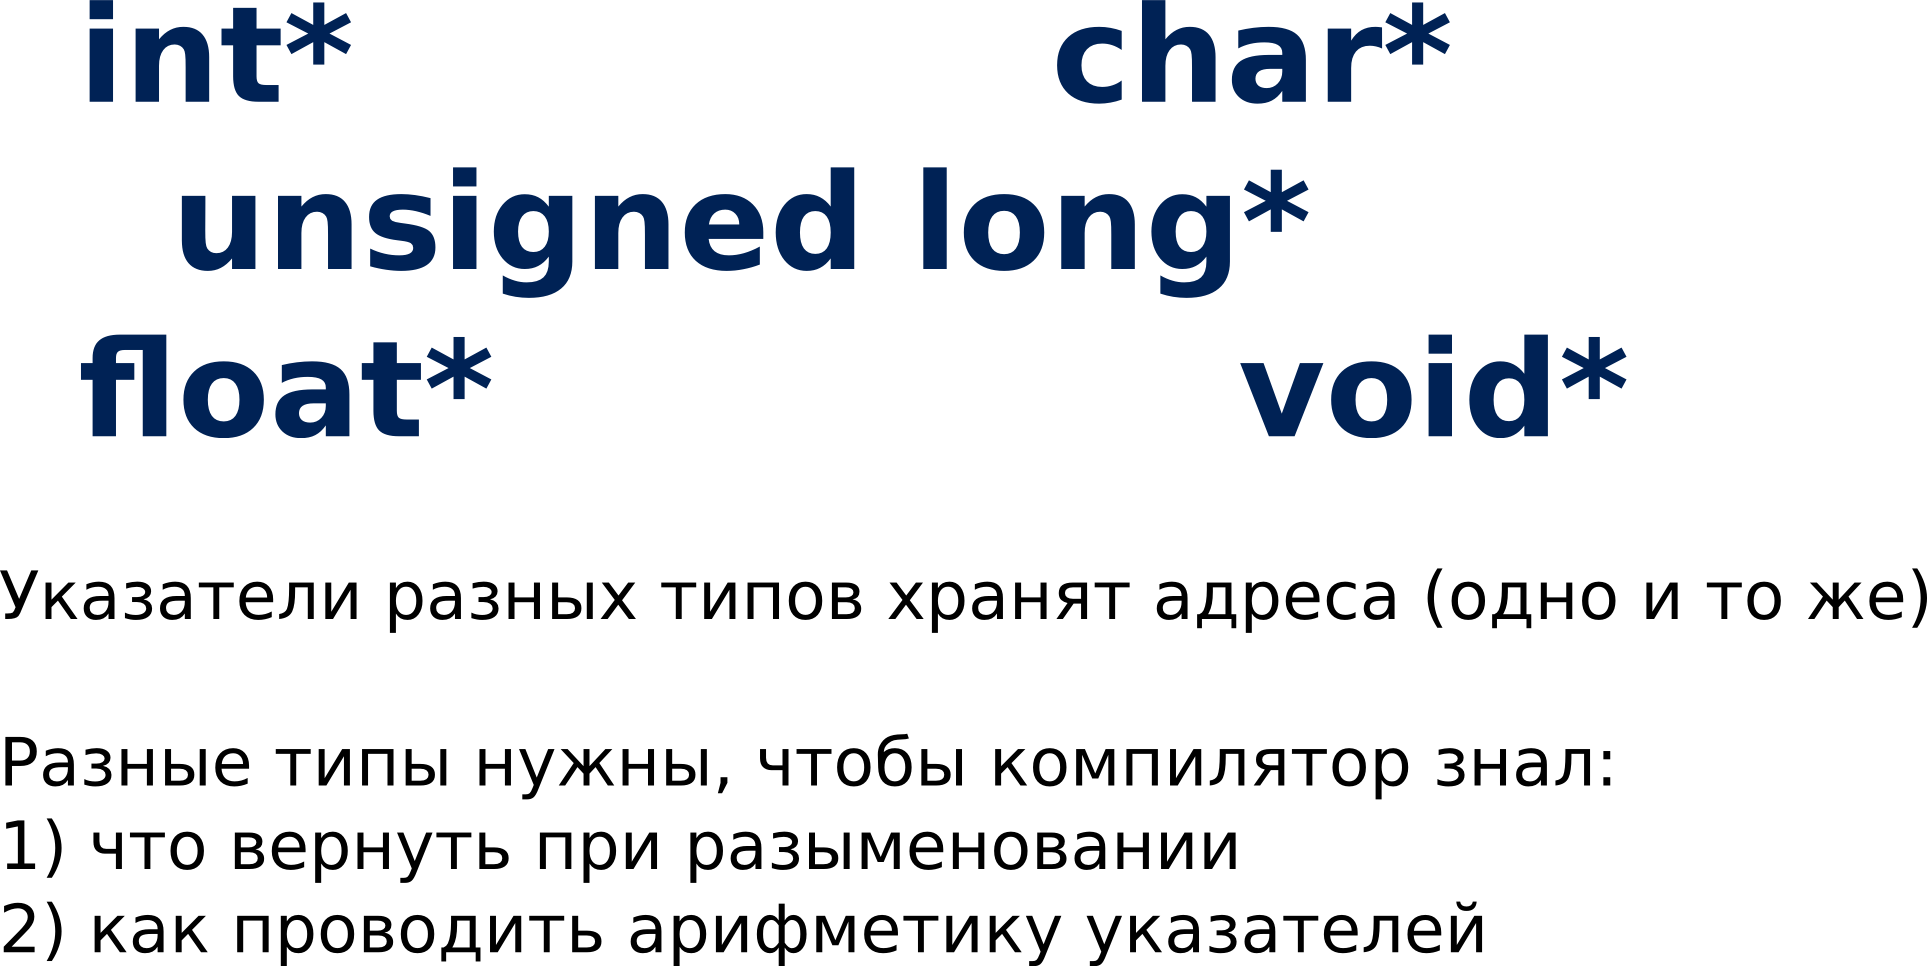 int* char*
unsigned long*
float* void*
Указатели разных типов хранят адреса (одно и то же)
Разные типы нужны, чтобы компилятор знал:
1) что вернуть при разыменовании
2) как проводить арифметику указателей